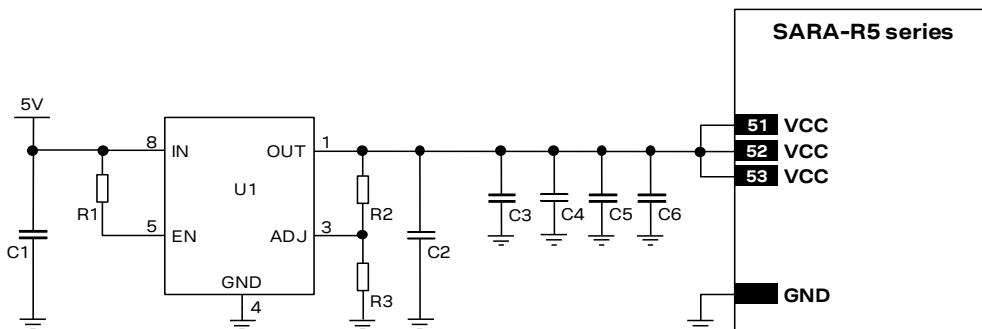 SARA-R5 series
5V
8 IN
OUT 1
51 VCC
52 VCC
53 VCC
U1
R1
R2
C3
C4
C5
C6
5 EN
ADJ 3
C1
C2
GND
4
R3
GND